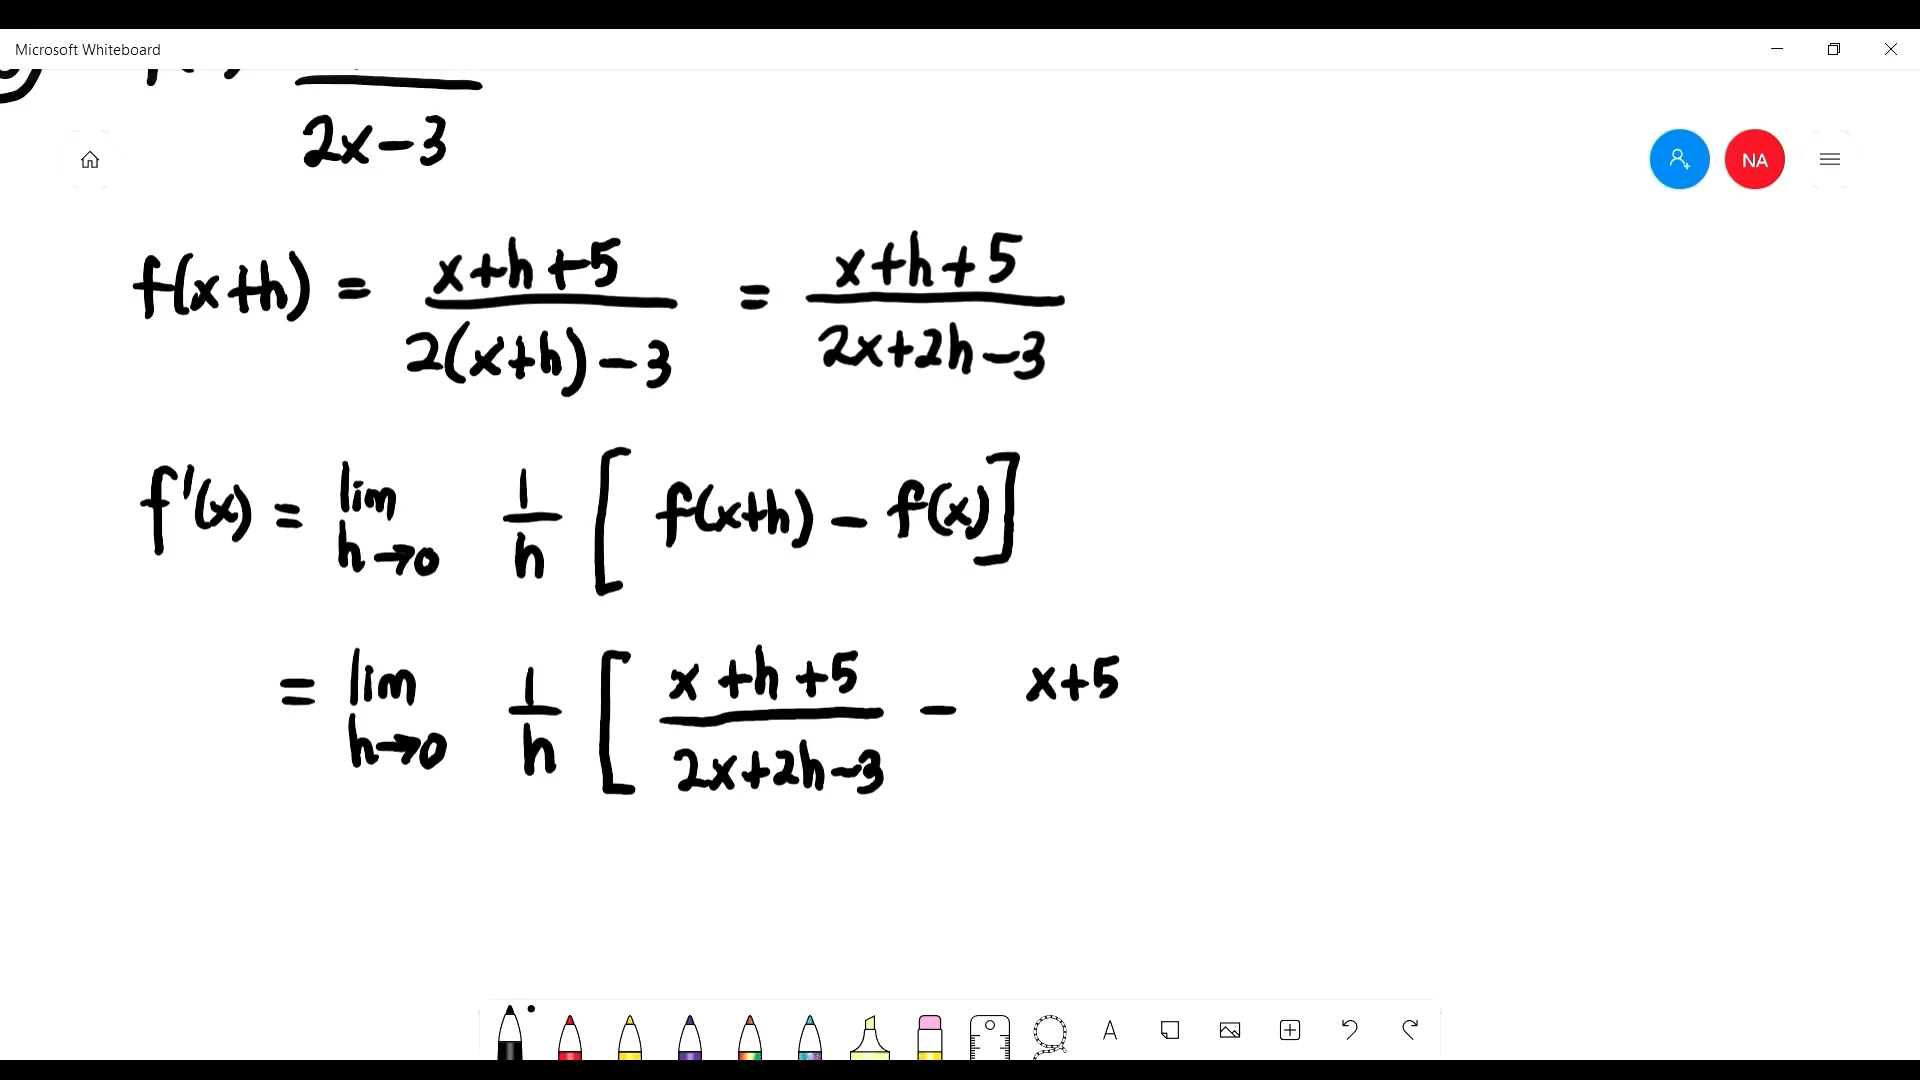 Microsoft Whiteboard
2x-3
NA
f(x+h) = x+h+5 / 2(x+h)-3 = x+h+5 / 2x+2h-3
f'(x) = lim h→0 1/h [ f(x+h) - f(x) ]
= lim h→0 1/h [ x+h+5 / 2x+2h-3 - x+5